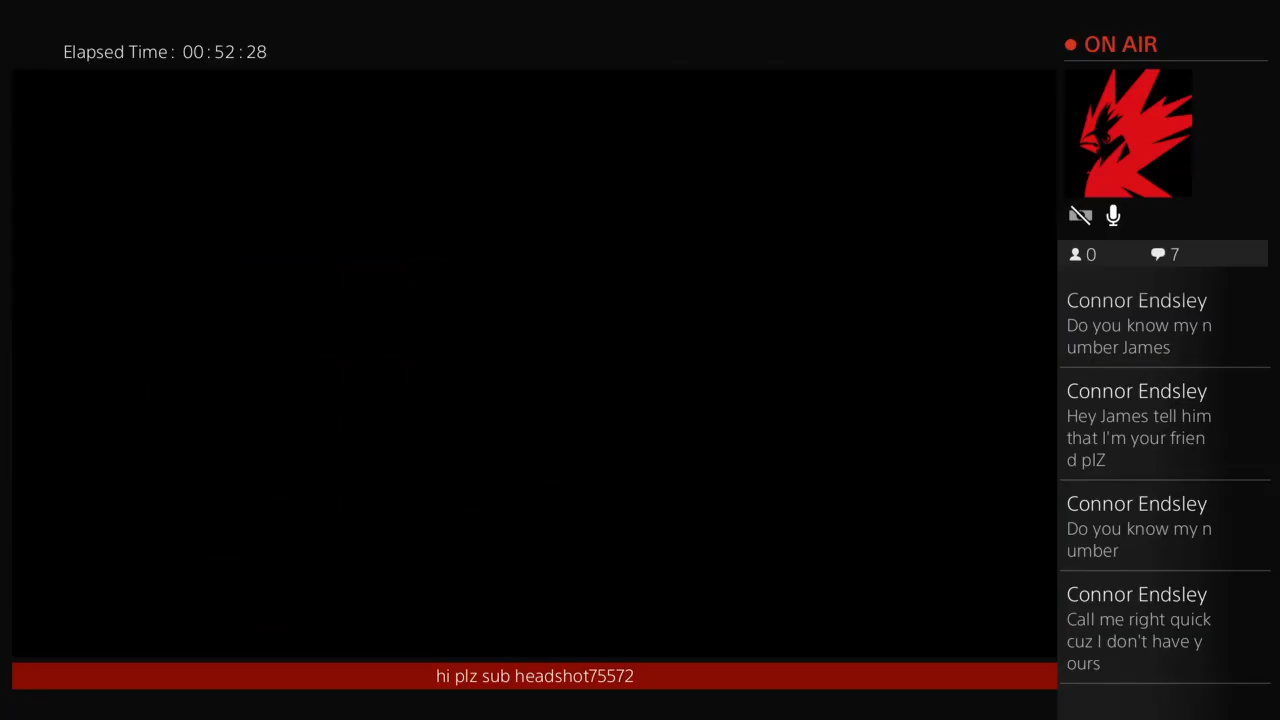 Elapsed Time: 00:52:28
ON AIR
0 7
Connor Endsley
Do you know my n
umber James
Connor Endsley
Hey James tell him
that I'm your frien
d plZ
Connor Endsley
Do you know my n
umber
Connor Endsley
Call me right quick
cuz I don't have y
ours
hi plz sub headshot75572